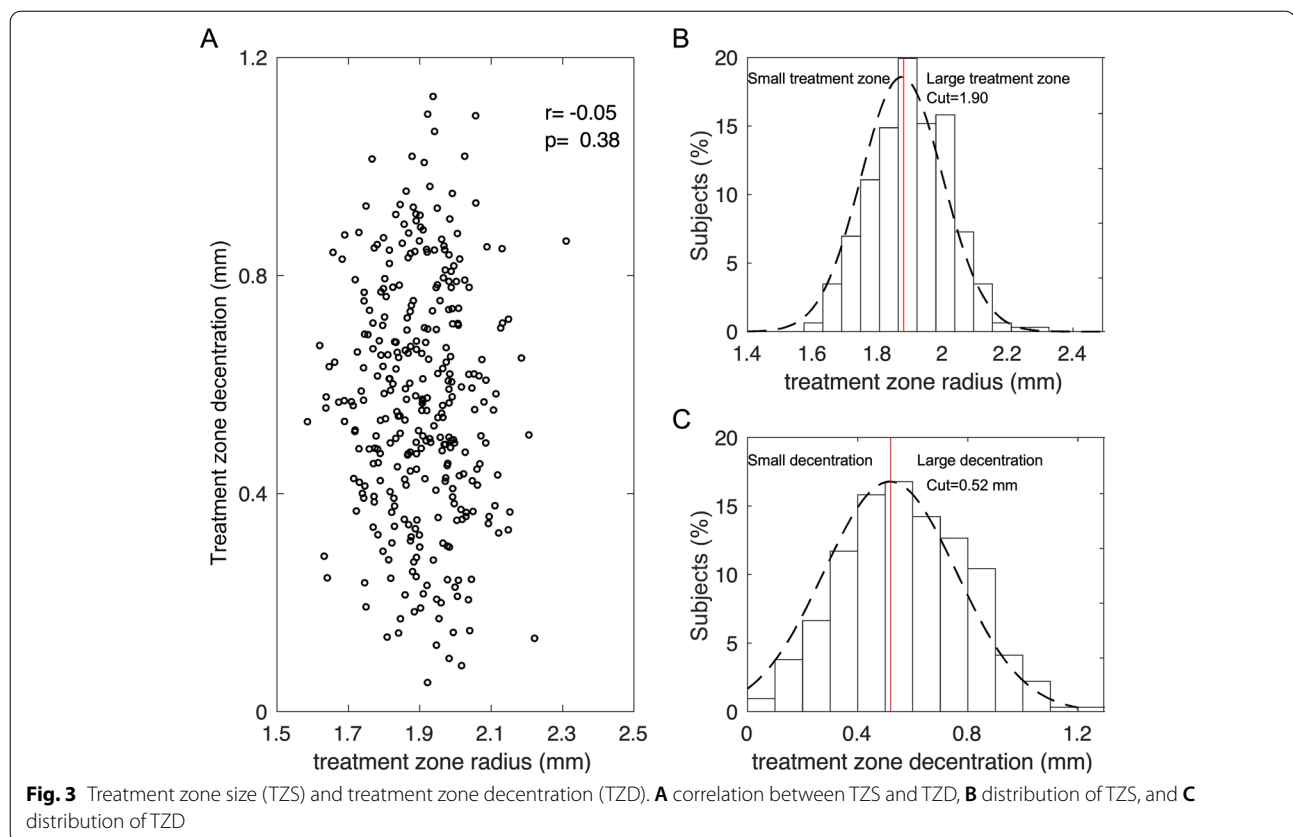 A
1.2
0.8
0.4
0
Treatment zone decentration (mm)
r= -0.05
p= 0.38
1.5 1.7 1.9 2.1 2.3 2.5
treatment zone radius (mm)
B
20
15
10
5
0
Subjects (%)
Small treatment zone
Large treatment zone
Cut=1.90
1.4 1.6 1.8 2 2.2 2.4
treatment zone radius (mm)
C
20
15
10
5
0
Subjects (%)
Small decentration
Large decentration
Cut=0.52 mm
0 0.4 0.8 1.2
treatment zone decentration (mm)
Fig. 3 Treatment zone size (TZS) and treatment zone decentration (TZD). A correlation between TZS and TZD, B distribution of TZS, and C
distribution of TZD